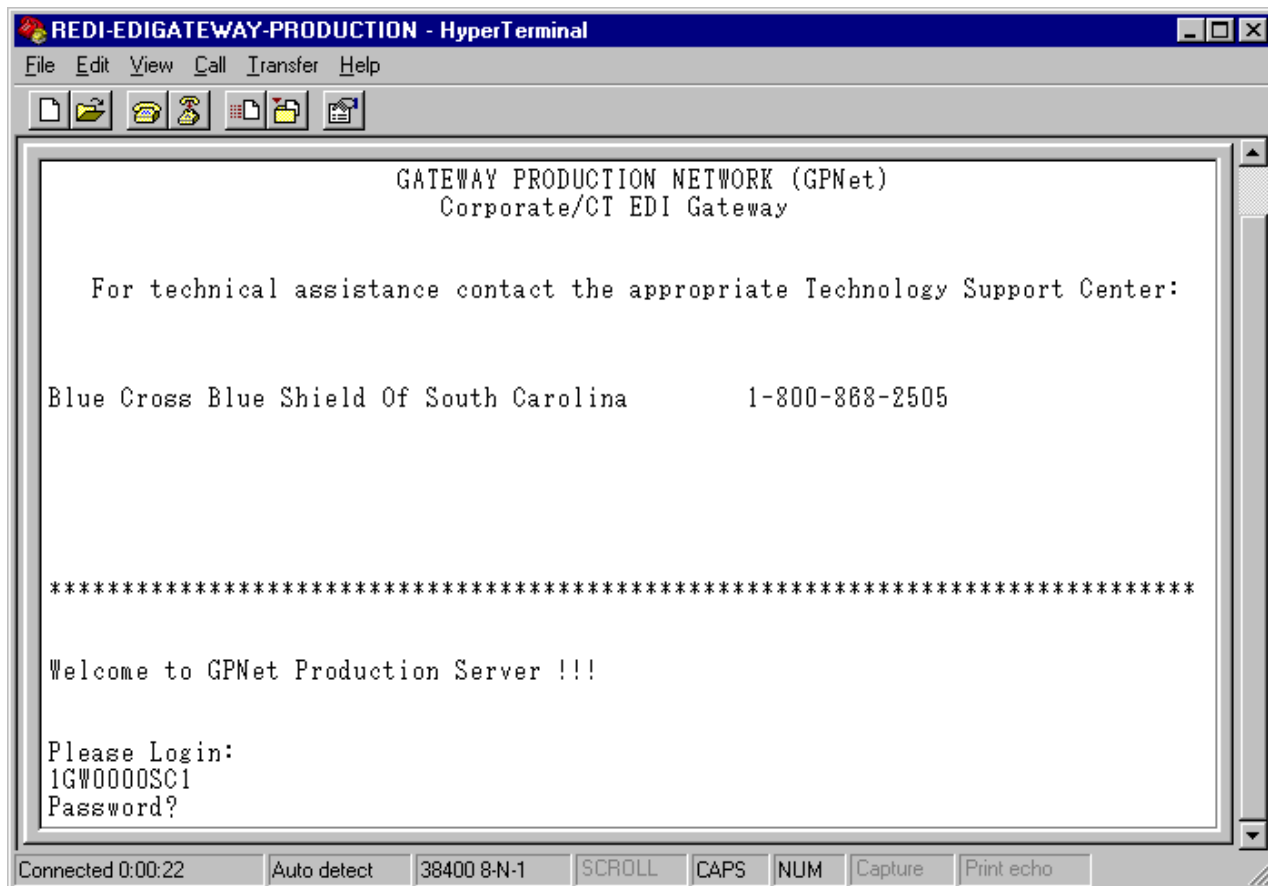 REDI-EDIGATEWAY-PRODUCTION - HyperTerminal
File Edit View Call Transfer Help
GATEWAY PRODUCTION NETWORK (GPNet)
Corporate/CT EDI Gateway
For technical assistance contact the appropriate Technology Support Center:
Blue Cross Blue Shield Of South Carolina 1-800-868-2505
*******************************************************************************
Welcome to GPNet Production Server !!!
Please Login:
1GW0000SC1
Password?
Connected 0:00:22 Auto detect 38400 8-N-1 SCROLL CAPS NUM Capture Print echo